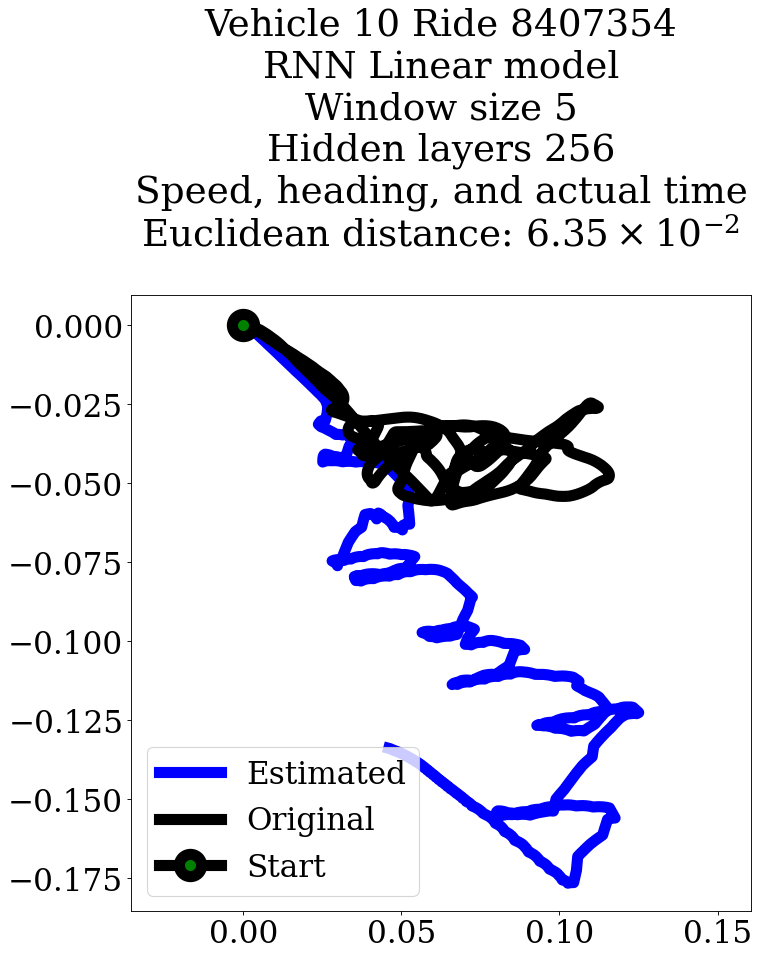 Vehicle 10 Ride 8407354
RNN Linear model
Window size 5
Hidden layers 256
Speed, heading, and actual time
Euclidean distance: 6.35 × 10⁻²
0.000
−0.025
−0.050
−0.075
−0.100
−0.125
−0.150
−0.175
Estimated
Original
Start
0.00 0.05 0.10 0.15